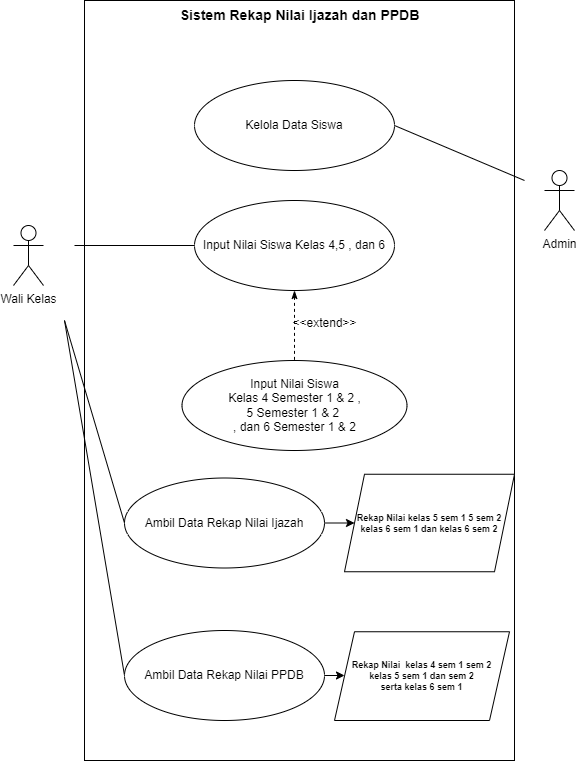 Sistem Rekap Nilai Ijazah dan PPDB
Kelola Data Siswa
Admin
Input Nilai Siswa Kelas 4,5 , dan 6
Wali Kelas
<<extend>>
Input Nilai Siswa
Kelas 4 Semester 1 & 2 ,
5 Semester 1 & 2
, dan 6 Semester 1 & 2
Ambil Data Rekap Nilai Ijazah
Rekap Nilai kelas 5 sem 1 5 sem 2
kelas 6 sem 1 dan kelas 6 sem 2
Ambil Data Rekap Nilai PPDB
Rekap Nilai kelas 4 sem 1 sem 2
kelas 5 sem 1 dan sem 2
serta kelas 6 sem 1